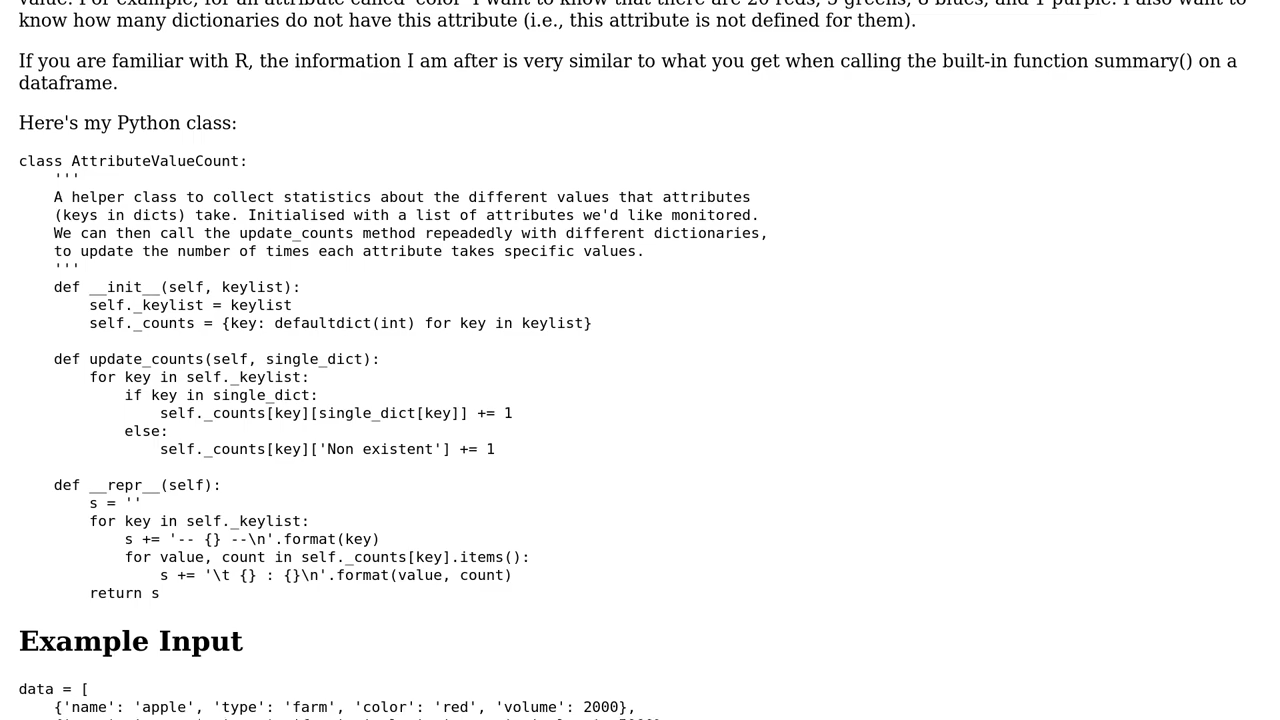 know how many dictionaries do not have this attribute (i.e., this attribute is not defined for them).
If you are familiar with R, the information I am after is very similar to what you get when calling the built-in function summary() on a
dataframe.
Here's my Python class:
class AttributeValueCount:
    '''
    A helper class to collect statistics about the different values that attributes
    (keys in dicts) take. Initialised with a list of attributes we'd like monitored.
    We can then call the update_counts method repeadedly with different dictionaries,
    to update the number of times each attribute takes specific values.
    '''
    def __init__(self, keylist):
        self._keylist = keylist
        self._counts = {key: defaultdict(int) for key in keylist}
    def update_counts(self, single_dict):
        for key in self._keylist:
            if key in single_dict:
                self._counts[key][single_dict[key]] += 1
            else:
                self._counts[key]['Non existent'] += 1
    def __repr__(self):
        s = ''
        for key in self._keylist:
            s += '-- {} --\n'.format(key)
            for value, count in self._counts[key].items():
                s += '\t {} : {}\n'.format(value, count)
        return s
Example Input
data = [
    {'name': 'apple', 'type': 'farm', 'color': 'red', 'volume': 2000},